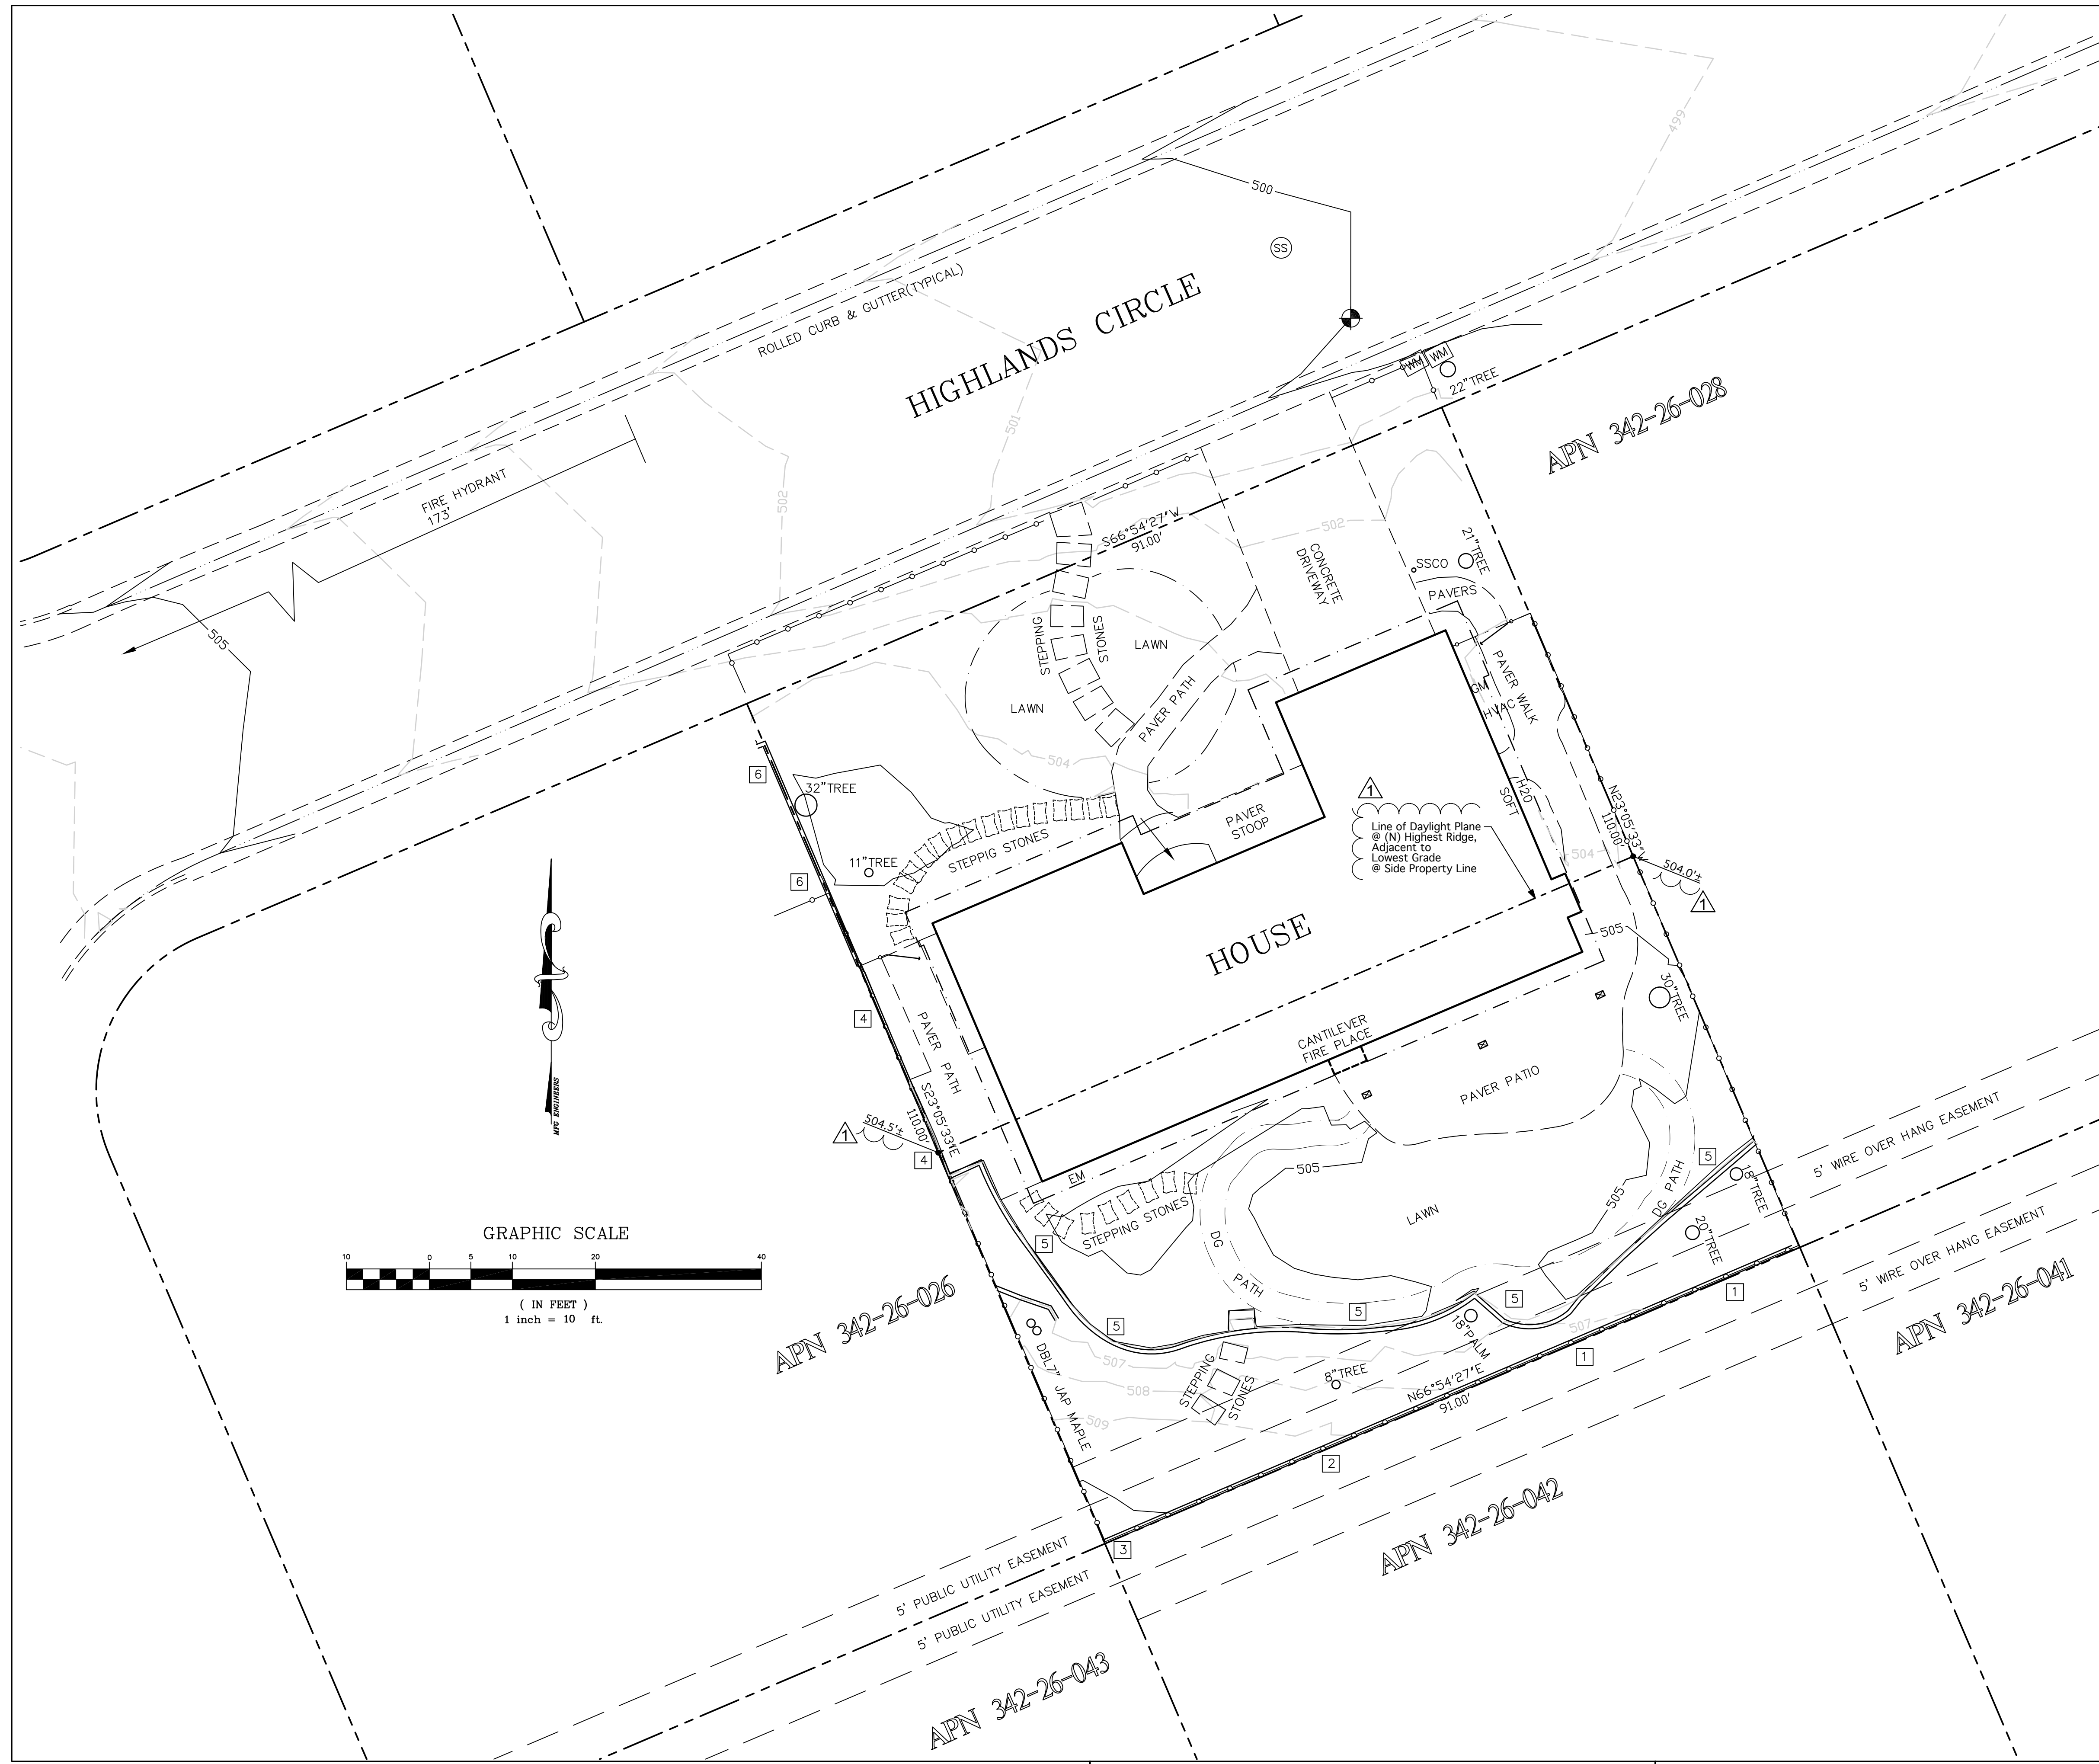 499
500
SS
ROLLED CURB & GUTTER(TYPICAL)
HIGHLANDS CIRCLE
WM
WM
22"TREE
APN 342-26-028
501
FIRE HYDRANT
173'
502
S66°54'27"W
91.00'
502
CONCRETE
DRIVEWAY
21"TREE
SSCO
PAVERS
505
STEPPING
STONES
LAWN
LAWN
PAVER PATH
PAVER WALK
GM
HVAC
504
6
32"TREE
H20
SOFT
N23°05'33"W
110.00'
1
Line of Daylight Plane
@ (N) Highest Ridge,
Adjacent to
Lowest Grade
@ Side Property Line
PAVER
STOOP
STEPPIG STONES
11"TREE
6
504
504.0'±
1
HOUSE
505
30"TREE
4
PAVER PATH
CANTILEVER
FIRE PLACE
PAVER PATIO
MPG ENGINEERS
S23°05'33"E
110.00'
504.5'±
1
4
505
EM
5
18"TREE
5' WIRE OVER HANG EASEMENT
STEPPING STONES
LAWN
505
DG PATH
20"TREE
5
DG
PATH
5' WIRE OVER HANG EASEMENT
GRAPHIC SCALE
10 0 5 10 20 40
( IN FEET )
1 inch = 10 ft.
APN 342-26-026
5
5
5
18"PALM
507
1
APN 342-26-041
1
DBL7" JAP MAPLE
507
508
509
STEPPING
STONES
8"TREE
N66°54'27"E
91.00'
2
3
APN 342-26-042
5' PUBLIC UTILITY EASEMENT
5' PUBLIC UTILITY EASEMENT
APN 342-26-043